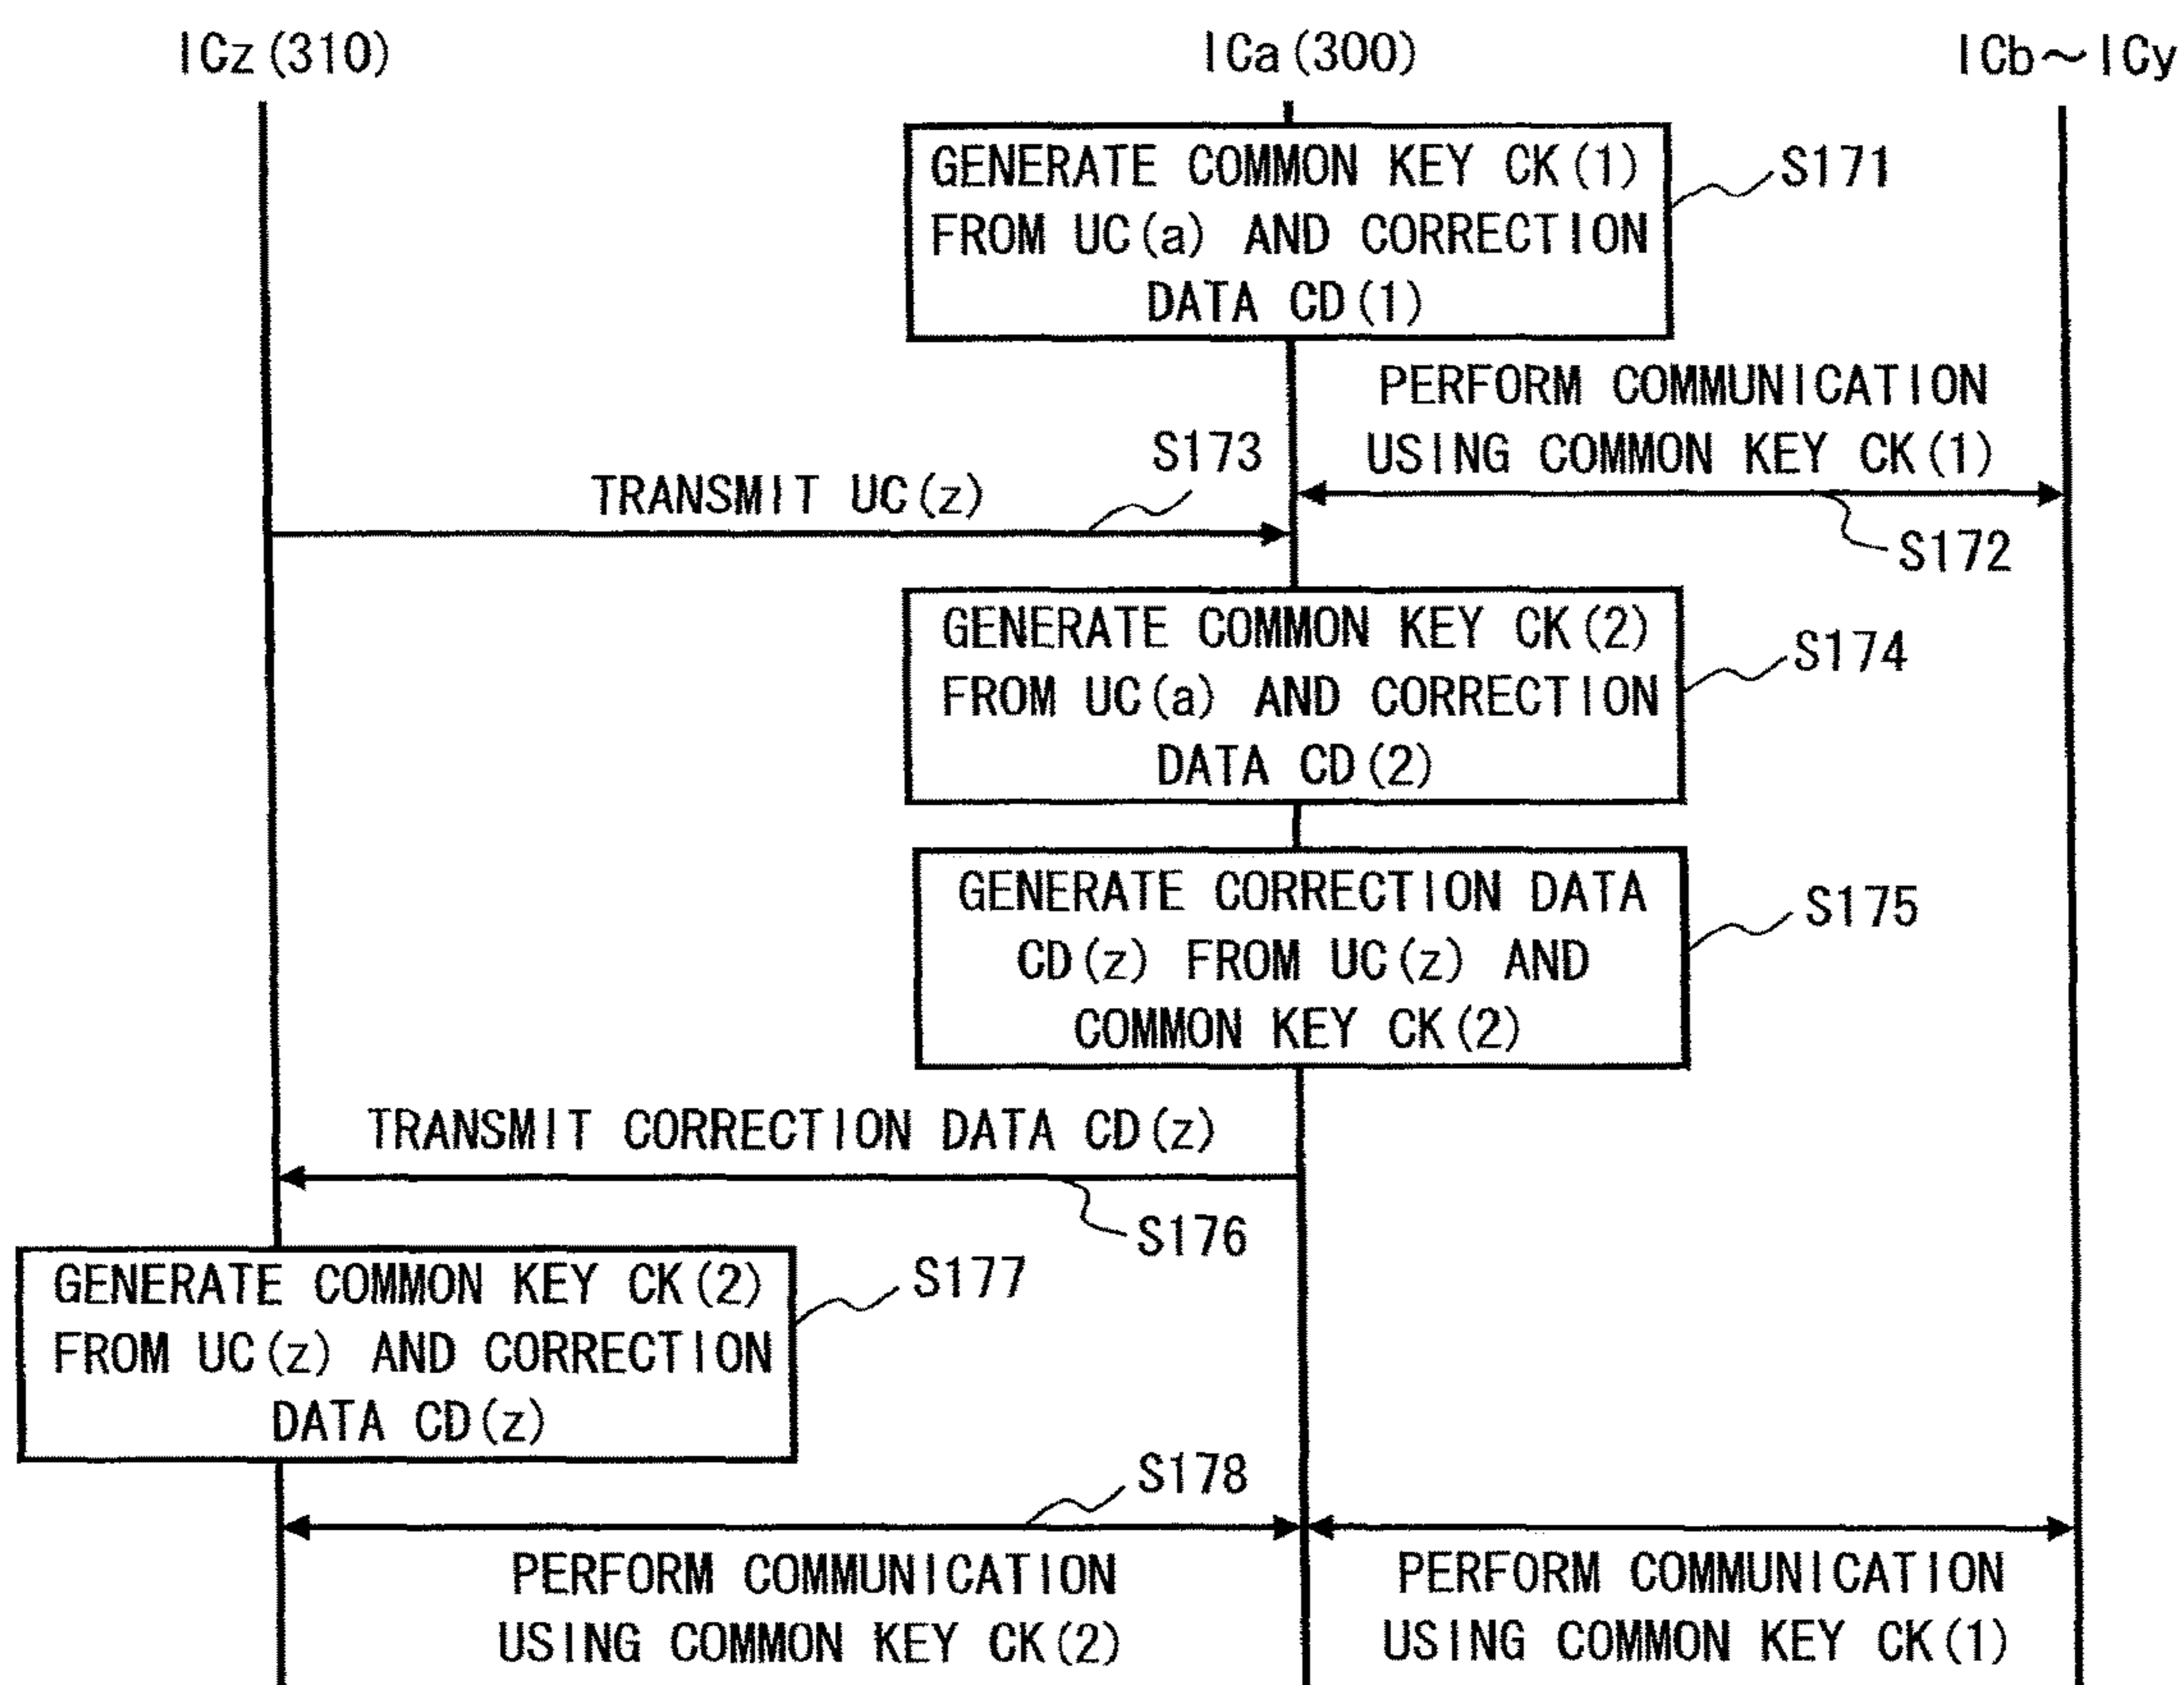 ICz(310)
ICa(300)
ICb~ICy
GENERATE COMMON KEY CK(1)
FROM UC(a) AND CORRECTION
DATA CD(1)
S171
PERFORM COMMUNICATION
USING COMMON KEY CK(1)
S172
S173
TRANSMIT UC(z)
GENERATE COMMON KEY CK(2)
FROM UC(a) AND CORRECTION
DATA CD(2)
S174
GENERATE CORRECTION DATA
CD(z) FROM UC(z) AND
COMMON KEY CK(2)
S175
TRANSMIT CORRECTION DATA CD(z)
S176
GENERATE COMMON KEY CK(2)
FROM UC(z) AND CORRECTION
DATA CD(z)
S177
S178
PERFORM COMMUNICATION
USING COMMON KEY CK(2)
PERFORM COMMUNICATION
USING COMMON KEY CK(1)